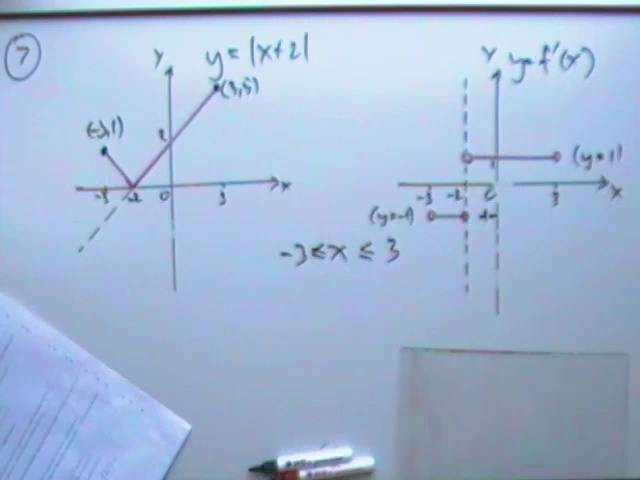 7
y = |x+2|
Y
(3,5)
(-3,1)
2
-3 -2 0 3 x
-3 ≤ x ≤ 3
Y y=f'(x)
(y=1)
1
-3 -2 0 3 X
(y=-1) -1